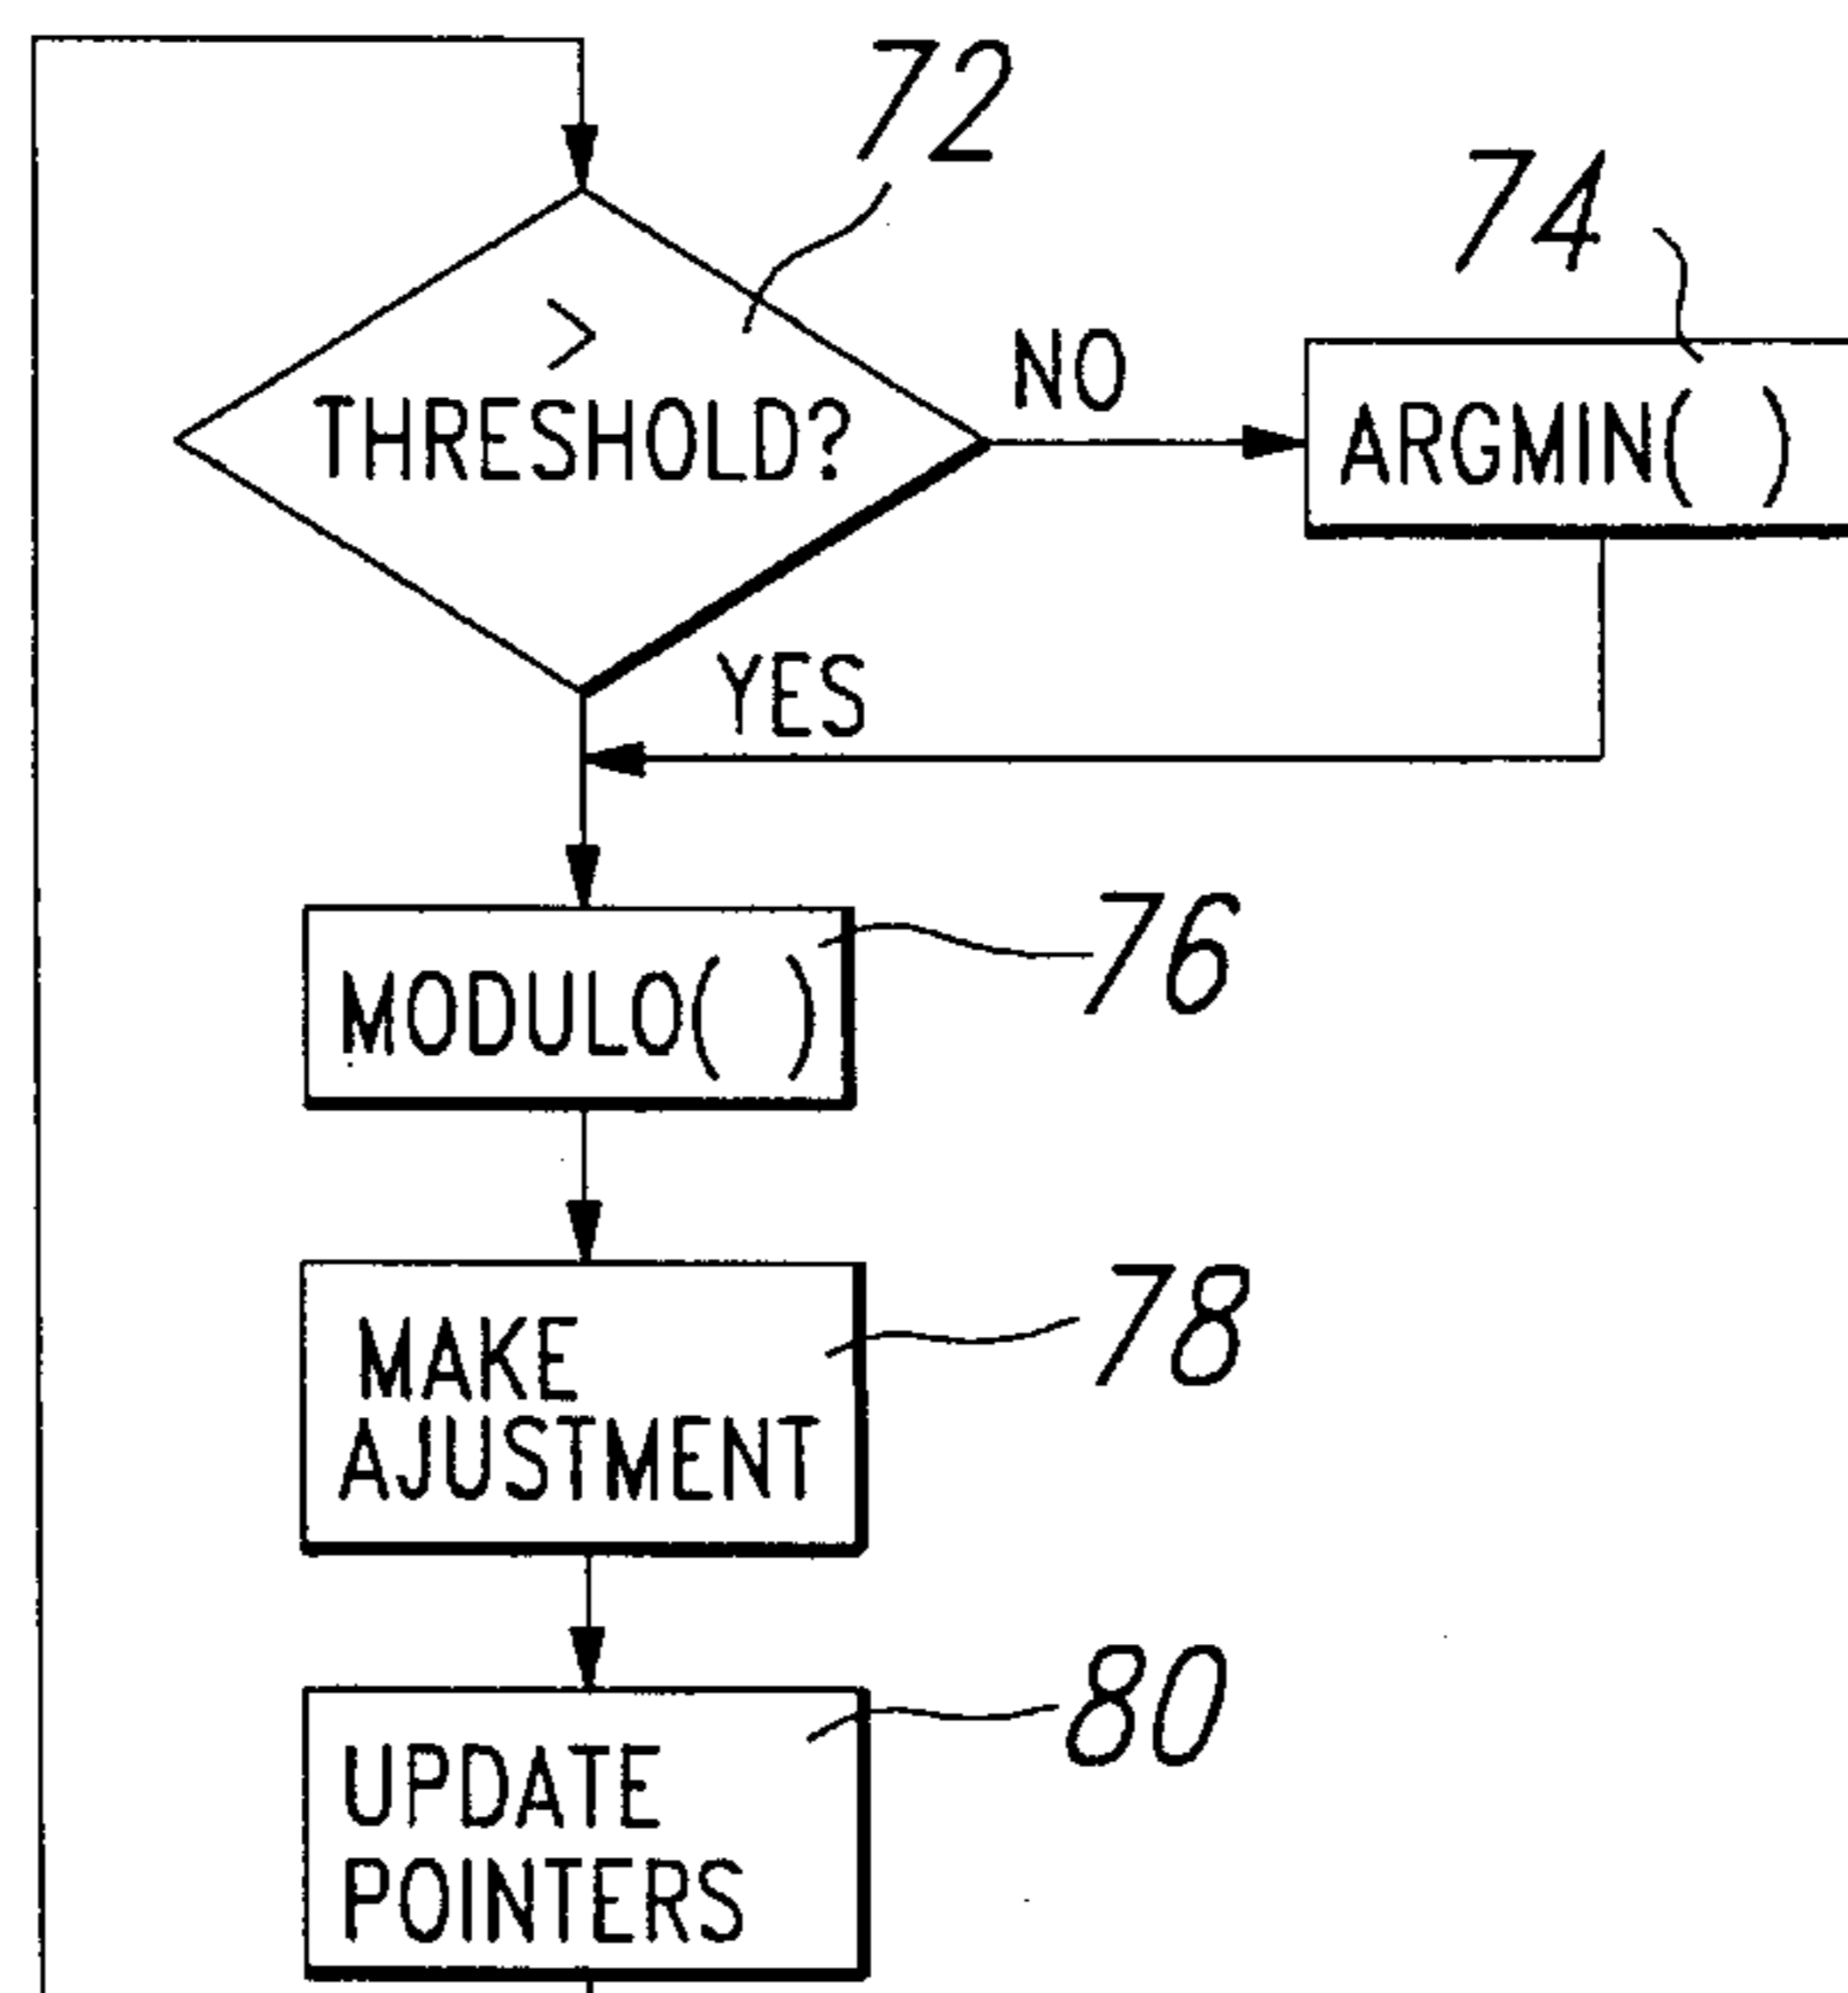 72
74
>
THRESHOLD?
NO
ARGMIN( )
YES
76
MODULO( )
78
MAKE
AJUSTMENT
80
UPDATE
POINTERS